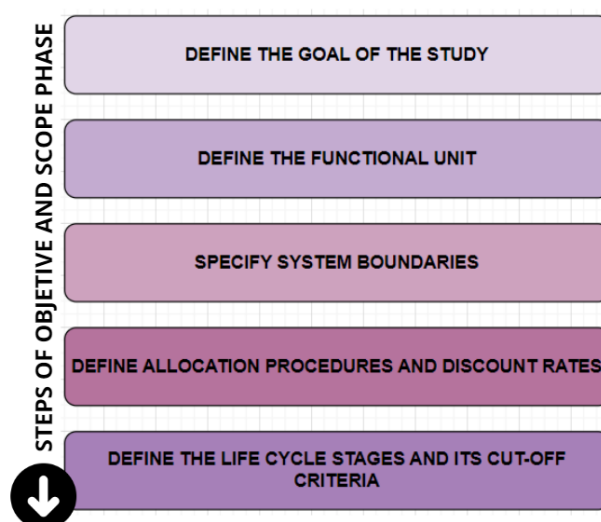 STEPS OF OBJETIVE AND SCOPE PHASE
DEFINE THE GOAL OF THE STUDY
DEFINE THE FUNCTIONAL UNIT
SPECIFY SYSTEM BOUNDARIES
DEFINE ALLOCATION PROCEDURES AND DISCOUNT RATES
DEFINE THE LIFE CYCLE STAGES AND ITS CUT-OFF
CRITERIA